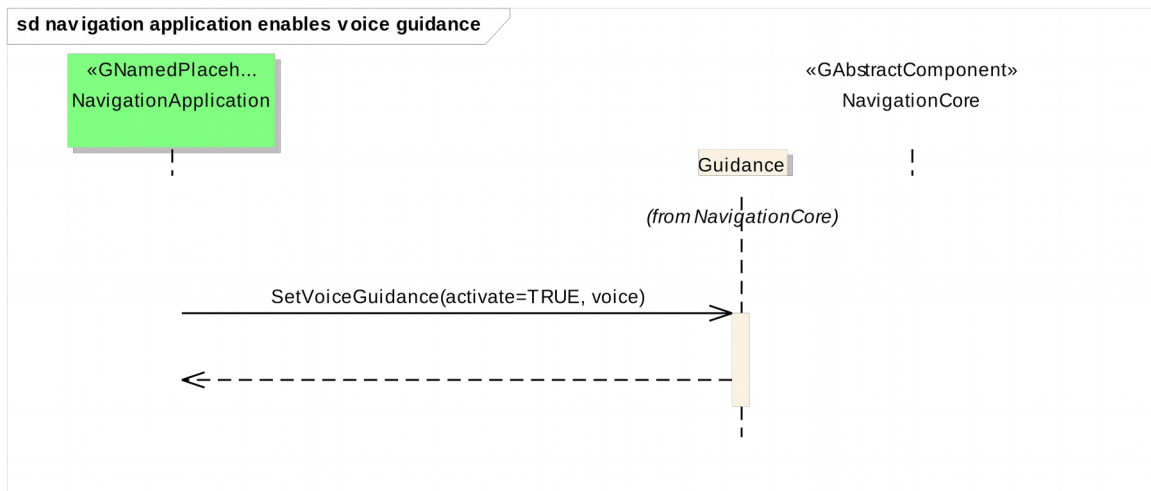 sd navigation application enables voice guidance
«GNamedPlaceh...
NavigationApplication
«GAbstractComponent»
NavigationCore
Guidance
(from NavigationCore)
SetVoiceGuidance(activate=TRUE, voice)